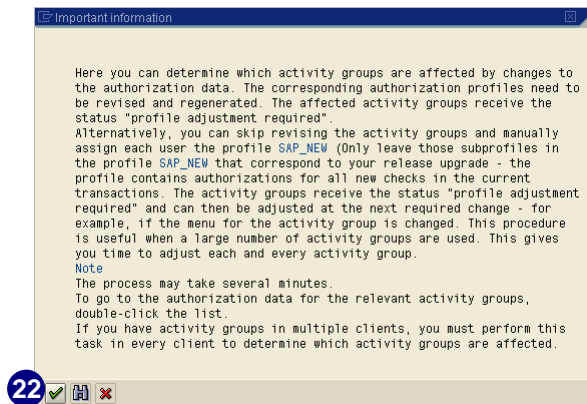 Important information
Here you can determine which activity groups are affected by changes to
the authorization data. The corresponding authorization profiles need to
be revised and regenerated. The affected activity groups receive the
status "profile adjustment required".
Alternatively, you can skip revising the activity groups and manually
assign each user the profile SAP_NEW (Only leave those subprofiles in
the profile SAP_NEW that correspond to your release upgrade - the
profile contains authorizations for all new checks in the current
transactions. The activity groups receive the status "profile adjustment
required" and can then be adjusted at the next required change - for
example, if the menu for the activity group is changed. This procedure
is useful when a large number of activity groups are used. This gives
you time to adjust each and every activity group.
Note
The process may take several minutes.
To go to the authorization data for the relevant activity groups,
double-click the list.
If you have activity groups in multiple clients, you must perform this
task in every client to determine which activity groups are affected.
22